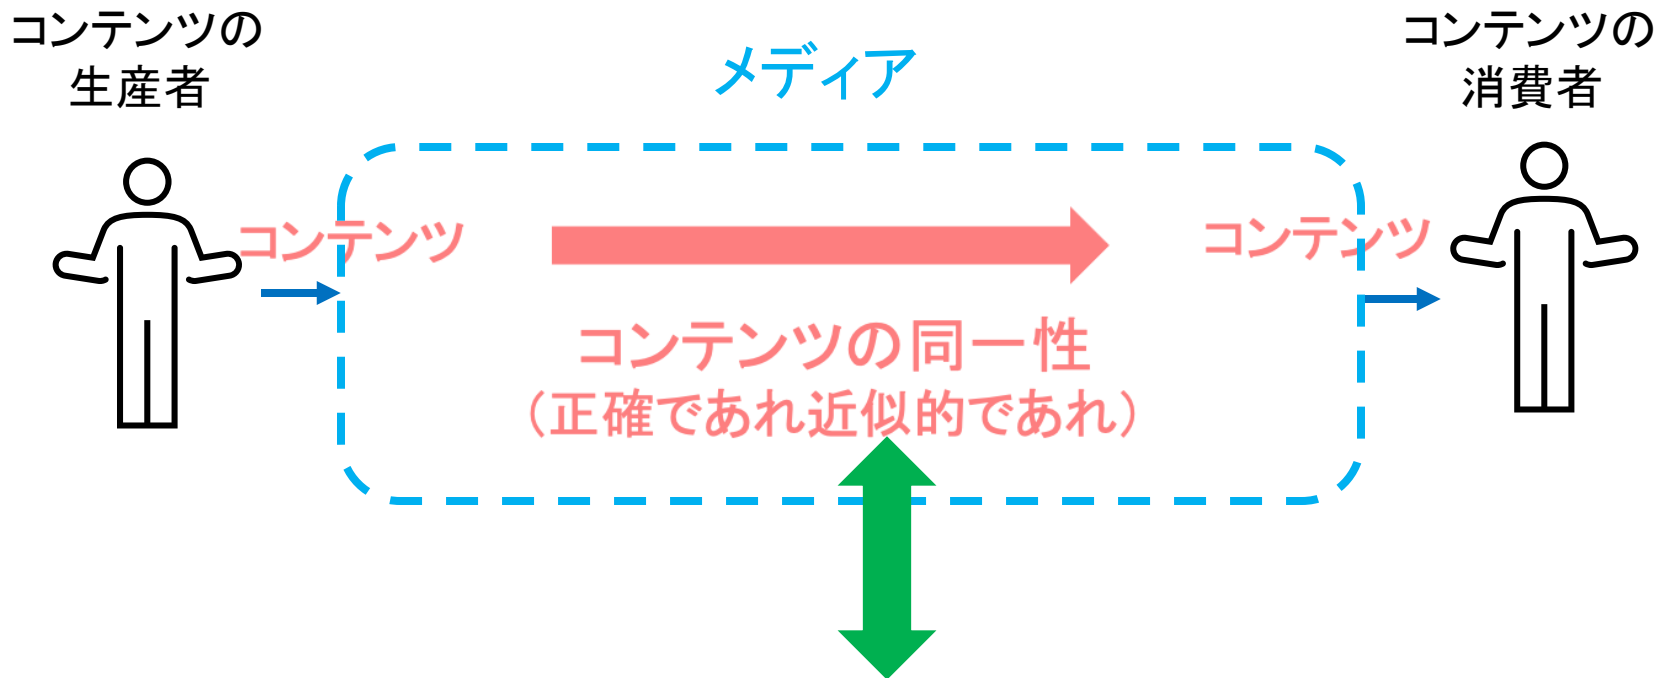 コンテンツの
生産者
メディア
コンテンツの
消費者
コンテンツ
コンテンツ
コンテンツの同一性
（正確であれ近似的であれ）